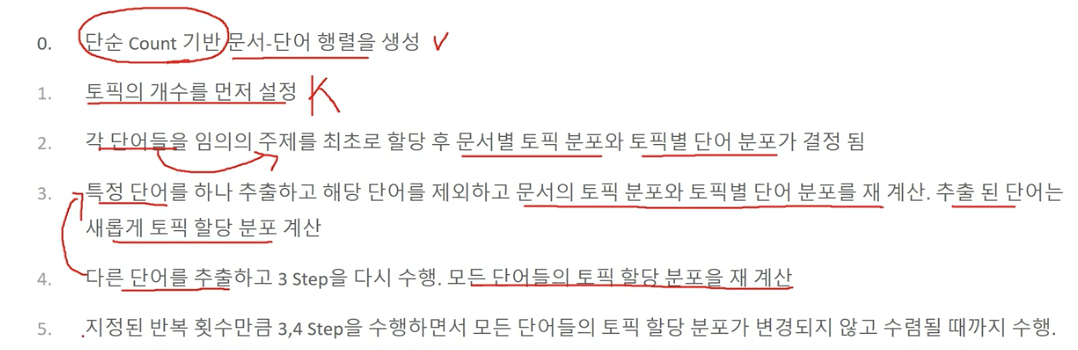 0. 단순 Count 기반 문서-단어 행렬을 생성 V
1. 토픽의 개수를 먼저 설정 K
2. 각 단어들을 임의의 주제를 최초로 할당 후 문서별 토픽 분포와 토픽별 단어 분포가 결정 됨
3. 특정 단어를 하나 추출하고 해당 단어를 제외하고 문서의 토픽 분포와 토픽별 단어 분포를 재 계산. 추출 된 단어는
새롭게 토픽 할당 분포 계산
4. 다른 단어를 추출하고 3 Step을 다시 수행. 모든 단어들의 토픽 할당 분포을 재 계산
5. 지정된 반복 횟수만큼 3,4 Step을 수행하면서 모든 단어들의 토픽 할당 분포가 변경되지 않고 수렴될 때까지 수행.